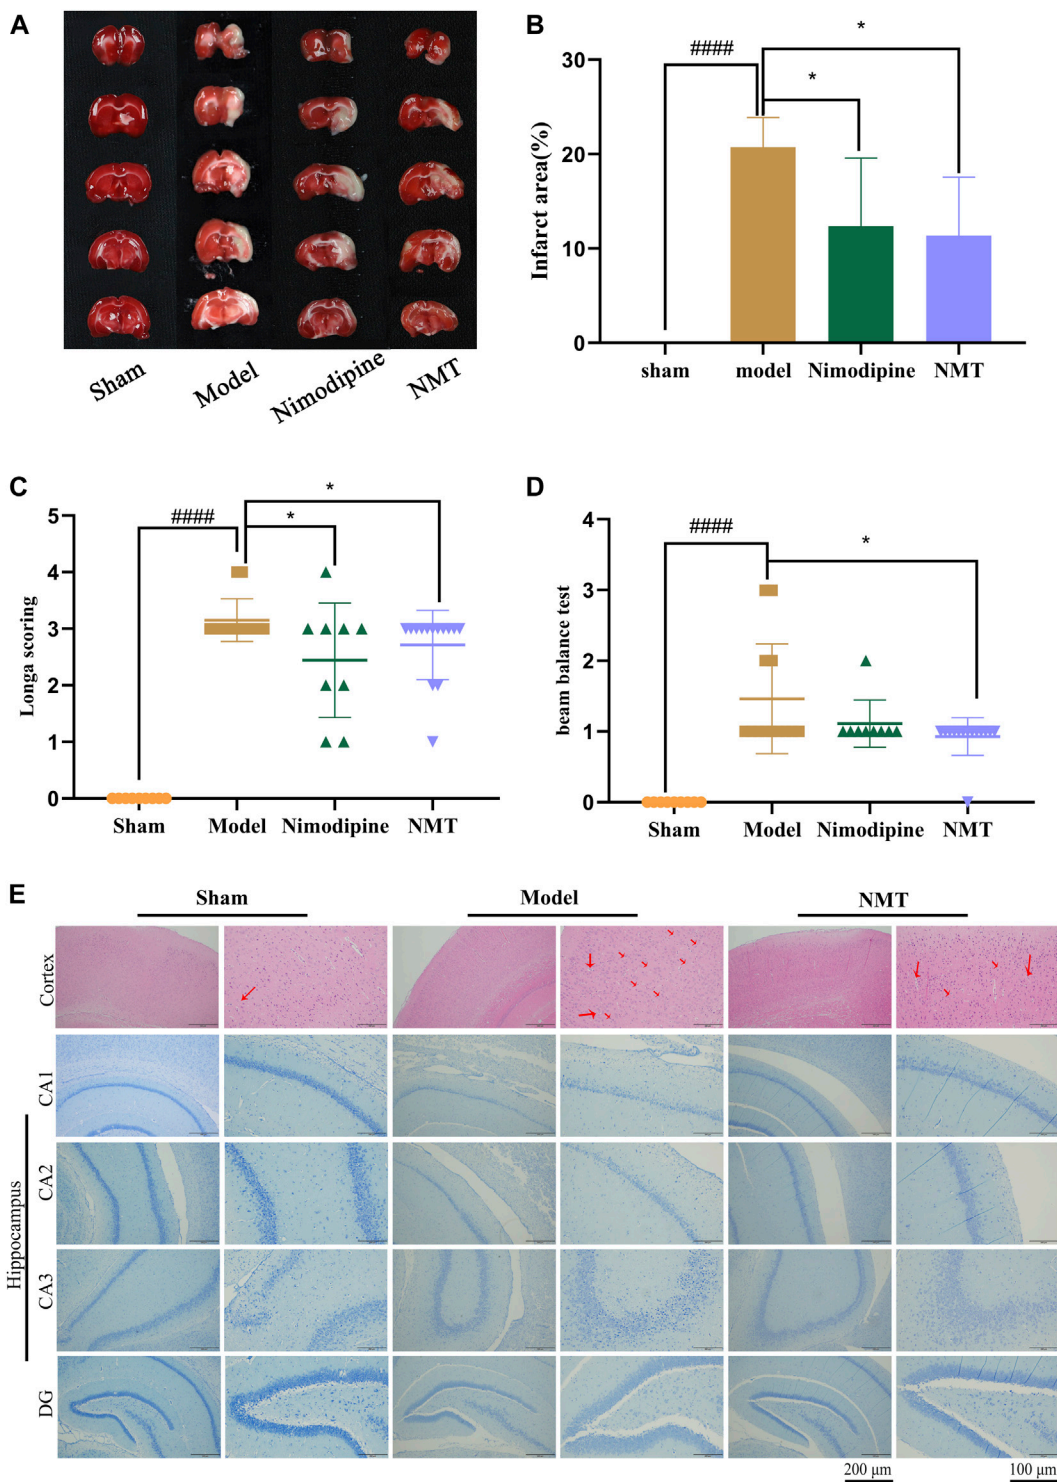 A
Sham
Model
Nimodipine
NMT
B
Infarct area(%)
30
20
10
0
####
*
*
sham
model
Nimodipine
NMT
C
Longa scoring
5
4
3
2
1
0
####
*
*
Sham
Model
Nimodipine
NMT
D
beam balance test
4
3
2
1
0
####
*
Sham
Model
Nimodipine
NMT
E
Sham
Model
NMT
Cortex
Hippocampus
CA1
CA2
CA3
DG
200 μm
100 μm